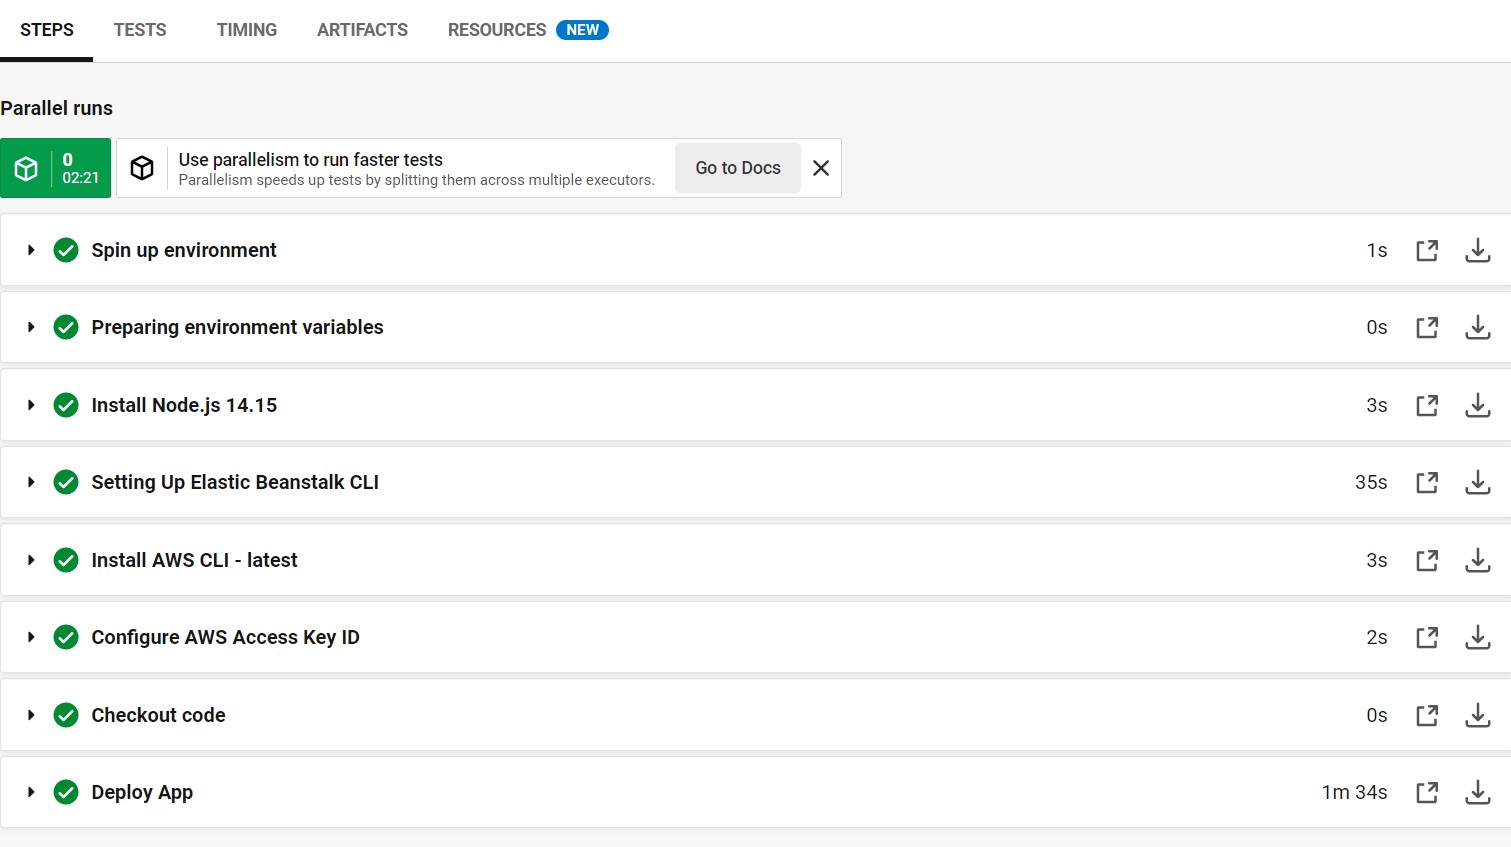 STEPS TESTS TIMING ARTIFACTS RESOURCES NEW
Parallel runs
0
02:21
Use parallelism to run faster tests
Parallelism speeds up tests by splitting them across multiple executors.
Go to Docs
Spin up environment 1s
Preparing environment variables 0s
Install Node.js 14.15 3s
Setting Up Elastic Beanstalk CLI 35s
Install AWS CLI - latest 3s
Configure AWS Access Key ID 2s
Checkout code 0s
Deploy App 1m 34s